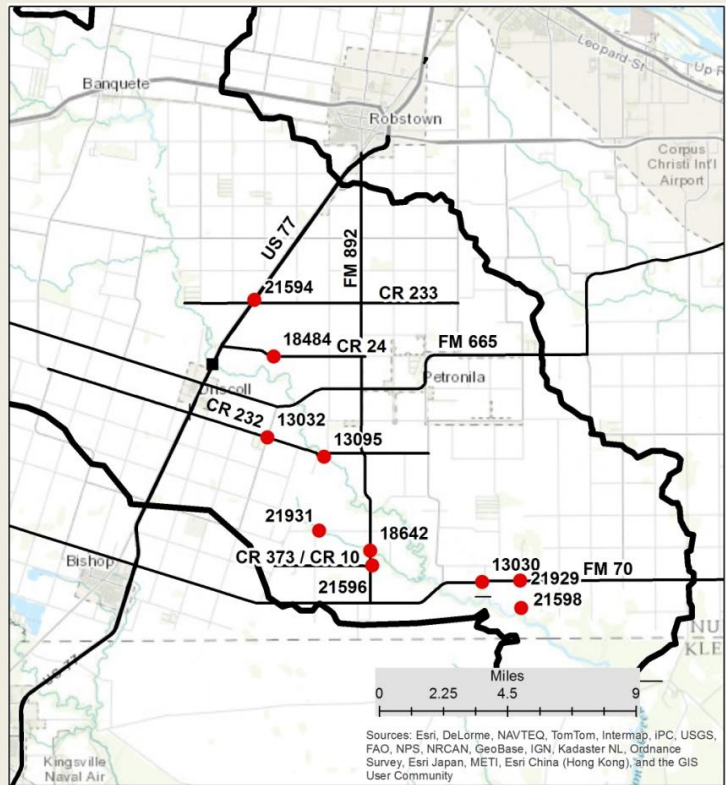 Leopard St
Up R
Banquete
Robstown
Corpus
Christi Int'l
Airport
US 77
FM 892
21594
CR 233
18484
CR 24
FM 665
Driscoll
Petronila
CR 232
13032
13095
21931
18642
CR 373 / CR 10
Bishop
13030
21929
FM 70
21596
21598
NU
KLE
US 77
Miles
0 2.25 4.5 9
Sources: Esri, DeLorme, NAVTEQ, TomTom, Intermap, iPC, USGS,
FAO, NPS, NRCAN, GeoBase, IGN, Kadaster NL, Ordnance
Survey, Esri Japan, METI, Esri China (Hong Kong), and the GIS
User Community
Kingsville
Naval Air